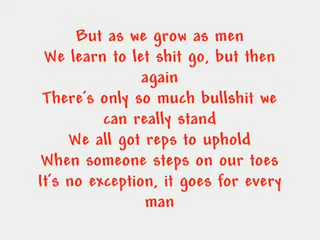 But as we grow as men
We learn to let shit go, but then
again
There's only so much bullshit we
can really stand
We all got reps to uphold
When someone steps on our toes
It's no exception, it goes for every
man